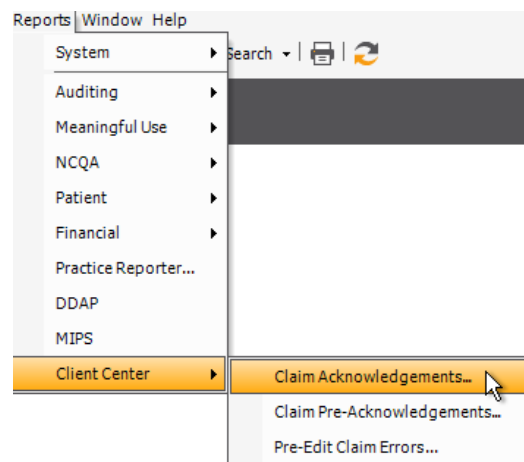 Reports Window Help
System
Search
Auditing
Meaningful Use
NCQA
Patient
Financial
Practice Reporter...
DDAP
MIPS
Client Center
Claim Acknowledgements...
Claim Pre-Acknowledgements...
Pre-Edit Claim Errors...